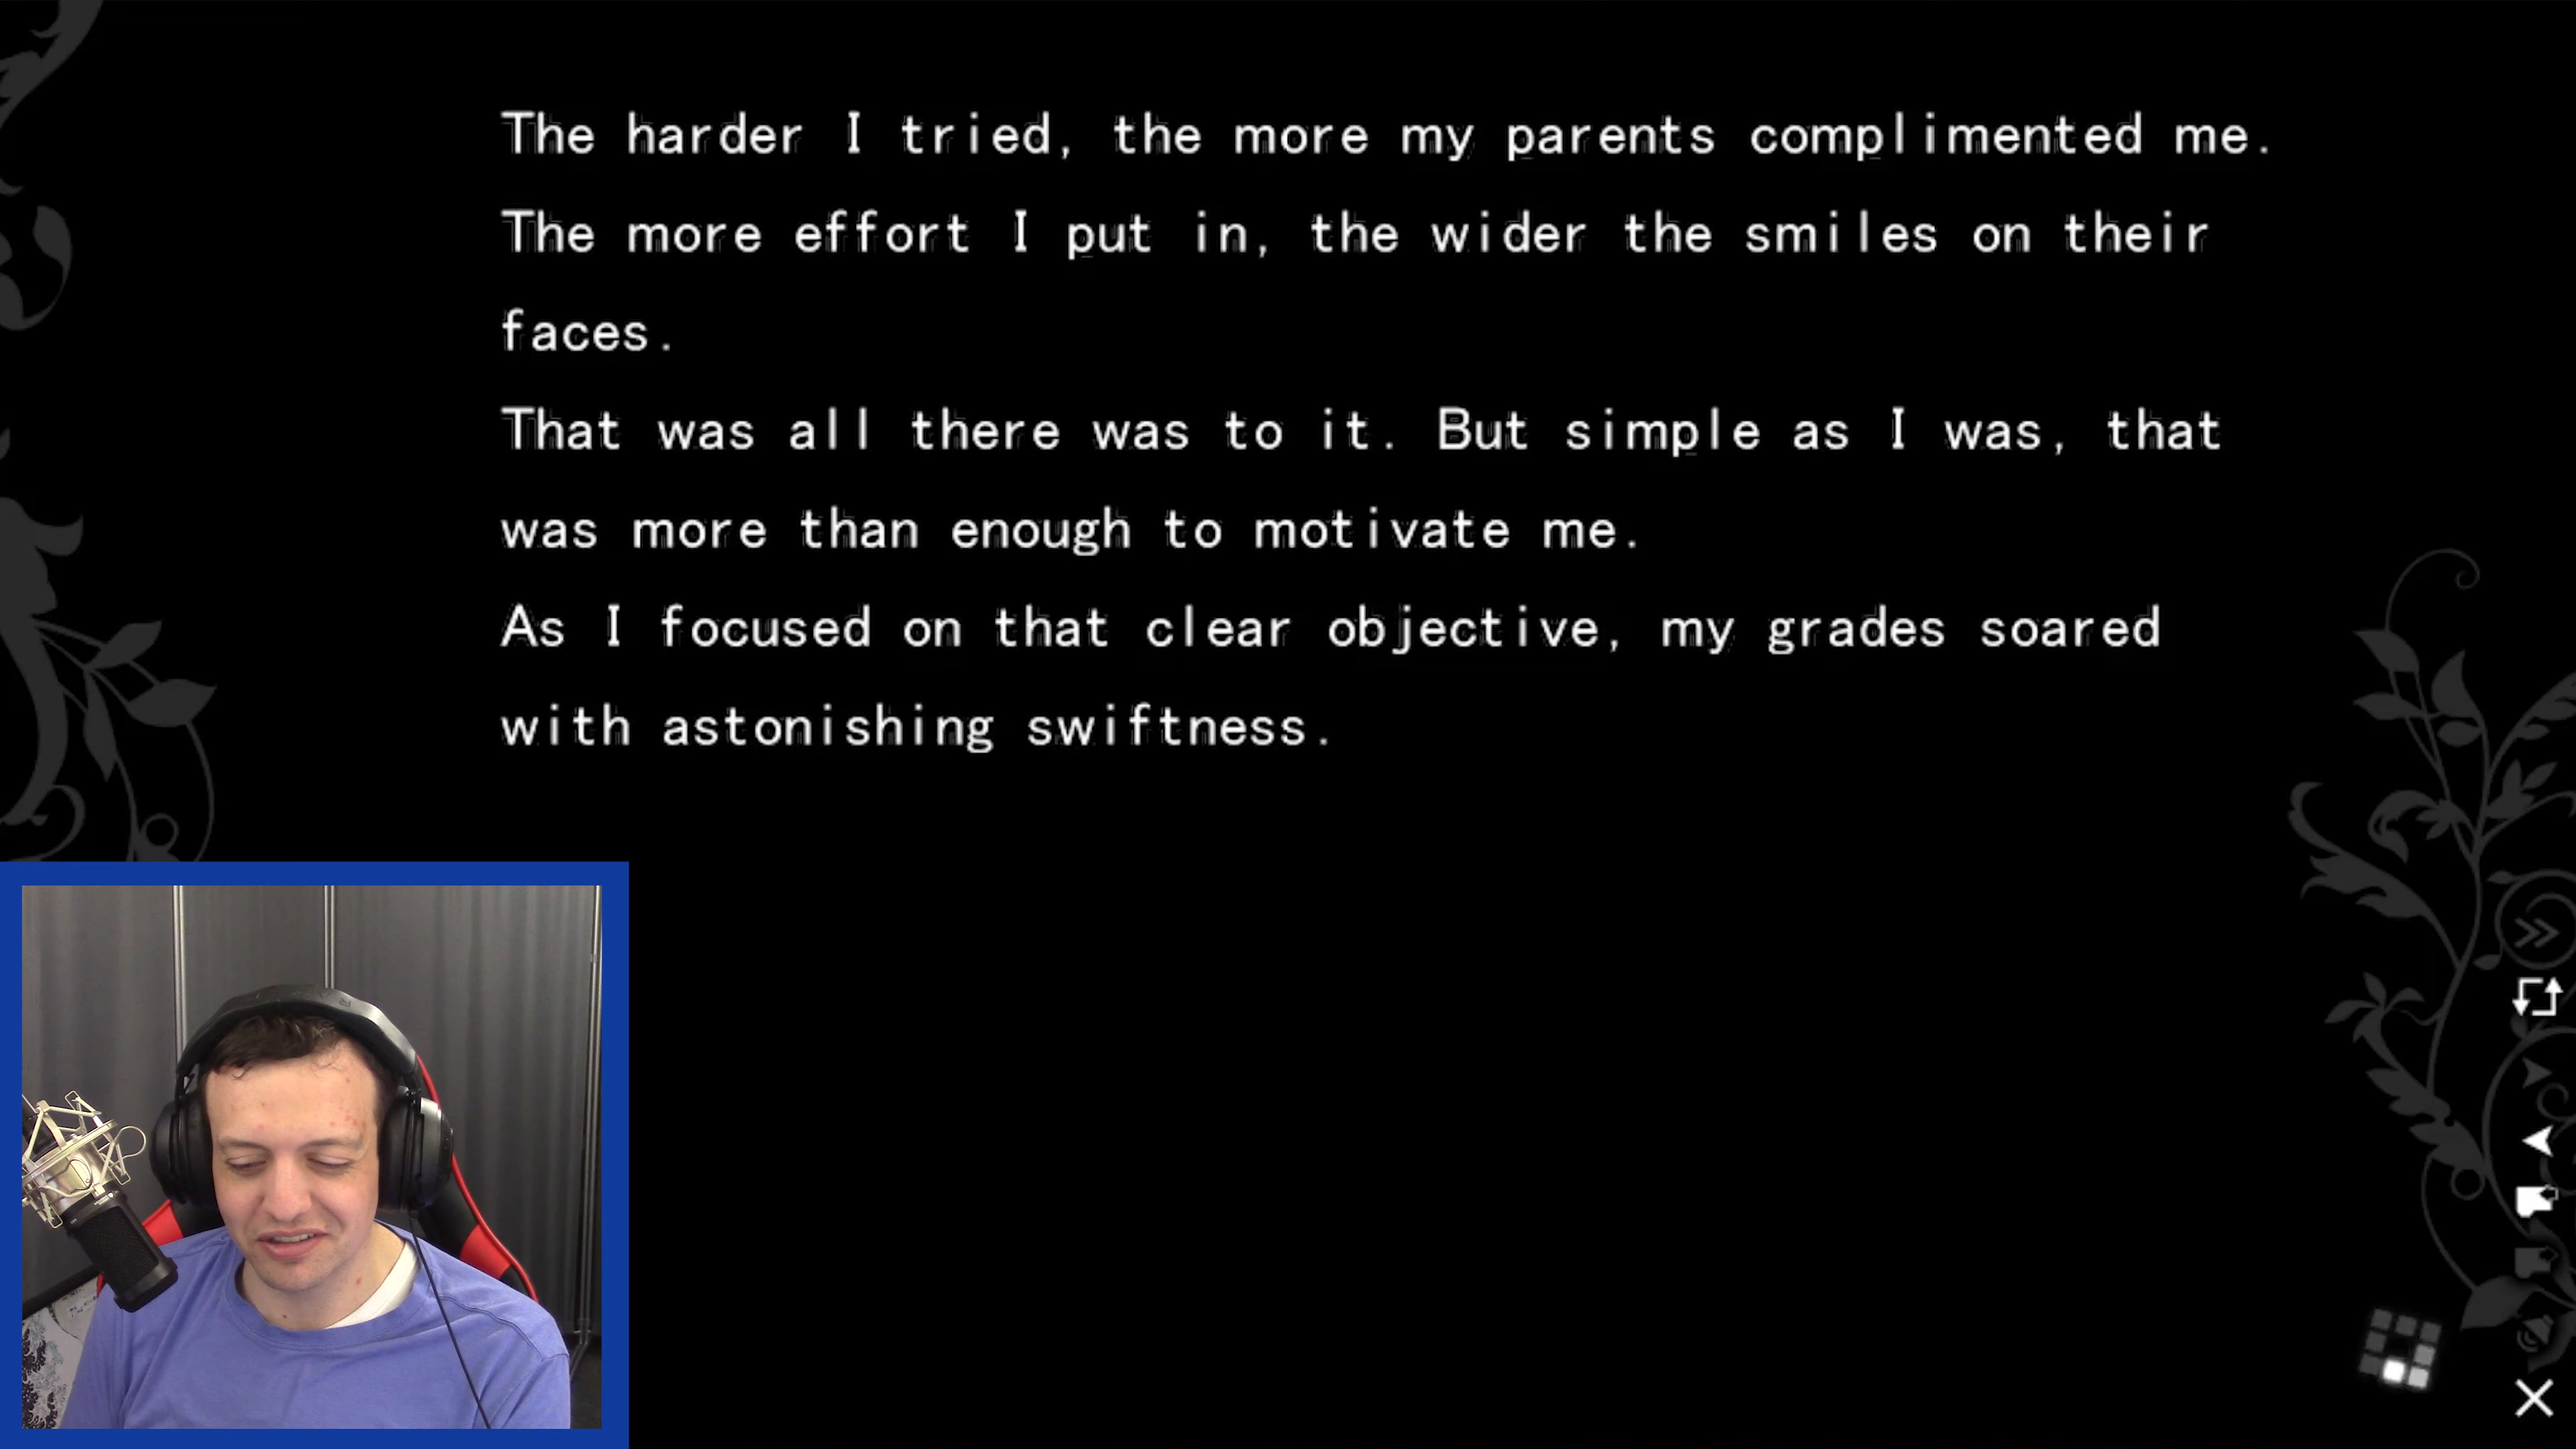 The harder I tried, the more my parents complimented me.
The more effort I put in, the wider the smiles on their
faces.
That was all there was to it. But simple as I was, that
was more than enough to motivate me.
As I focused on that clear objective, my grades soared
with astonishing swiftness.